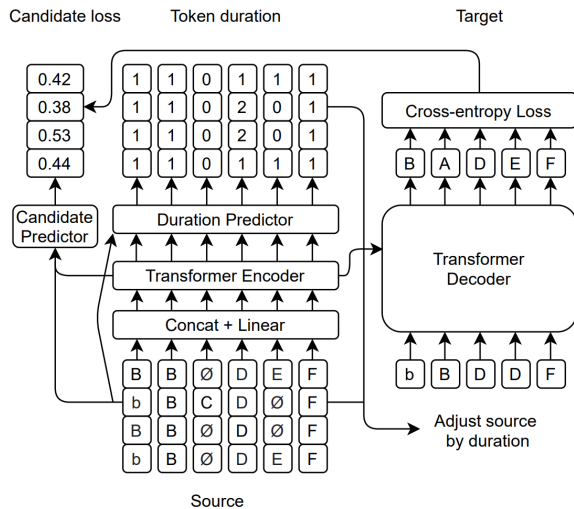 Candidate loss Token duration Target
0.42 1 1 0 1 1 1
0.38 1 1 0 2 0 1
0.53 1 1 0 2 0 1
0.44 1 1 0 1 1 1
Cross-entropy Loss
B A D E F
Candidate
Predictor
Duration Predictor
Transformer Encoder
Transformer
Decoder
Concat + Linear
B B Ø D E F
b B C D Ø F
B B Ø D Ø F
b B Ø D E F
b B D D F
Adjust source
by duration
Source